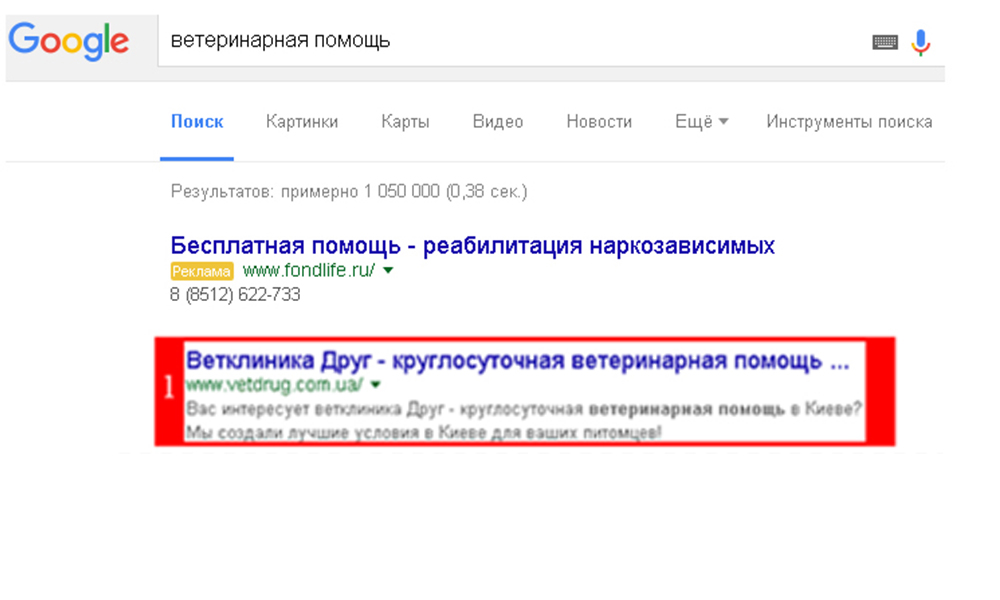 Google
ветеринарная помощь
Поиск Картинки Карты Видео Новости Ещё Инструменты поиска
Результатов: примерно 1 050 000 (0,38 сек.)
Бесплатная помощь - реабилитация наркозависимых
Реклама www.fondlife.ru/
8 (8512) 622-733
1
Ветклиника Друг - круглосуточная ветеринарная помощь ...
www.vetdrug.com.ua/
Вас интересует ветклиника Друг - круглосуточная ветеринарная помощь в Киеве?
Мы создали лучшие условия в Киеве для ваших питомцев!